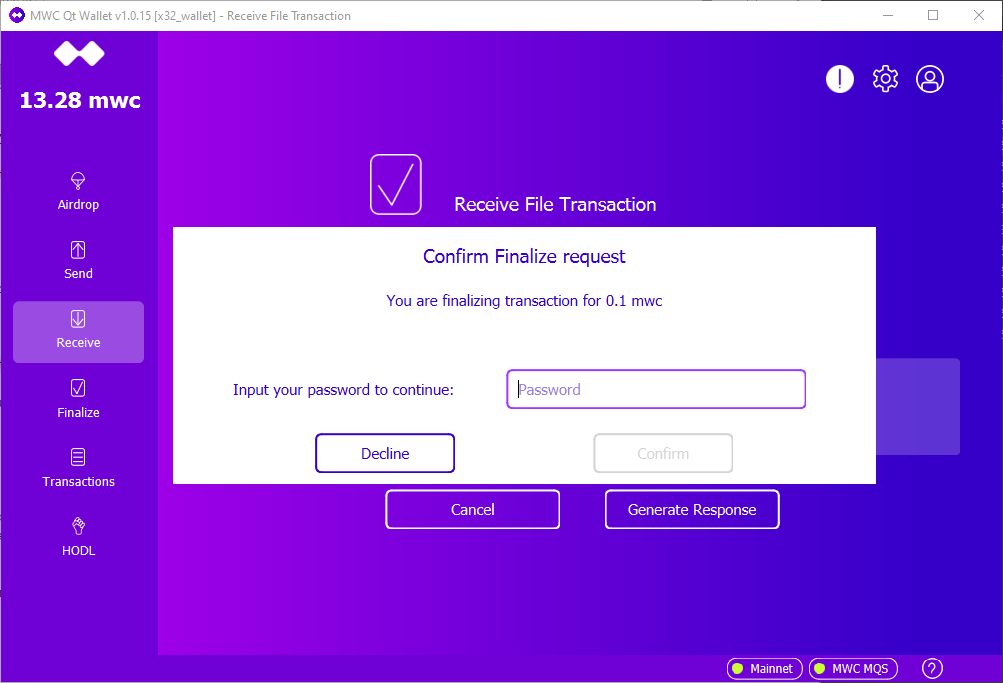 MWC Qt Wallet v1.0.15 [x32_wallet] - Receive File Transaction
13.28 mwc
Airdrop
Send
Receive
Finalize
Transactions
HODL
Receive File Transaction
Confirm Finalize request
You are finalizing transaction for 0.1 mwc
Input your password to continue:
Password
Decline
Confirm
Cancel
Generate Response
Mainnet
MWC MQS
?